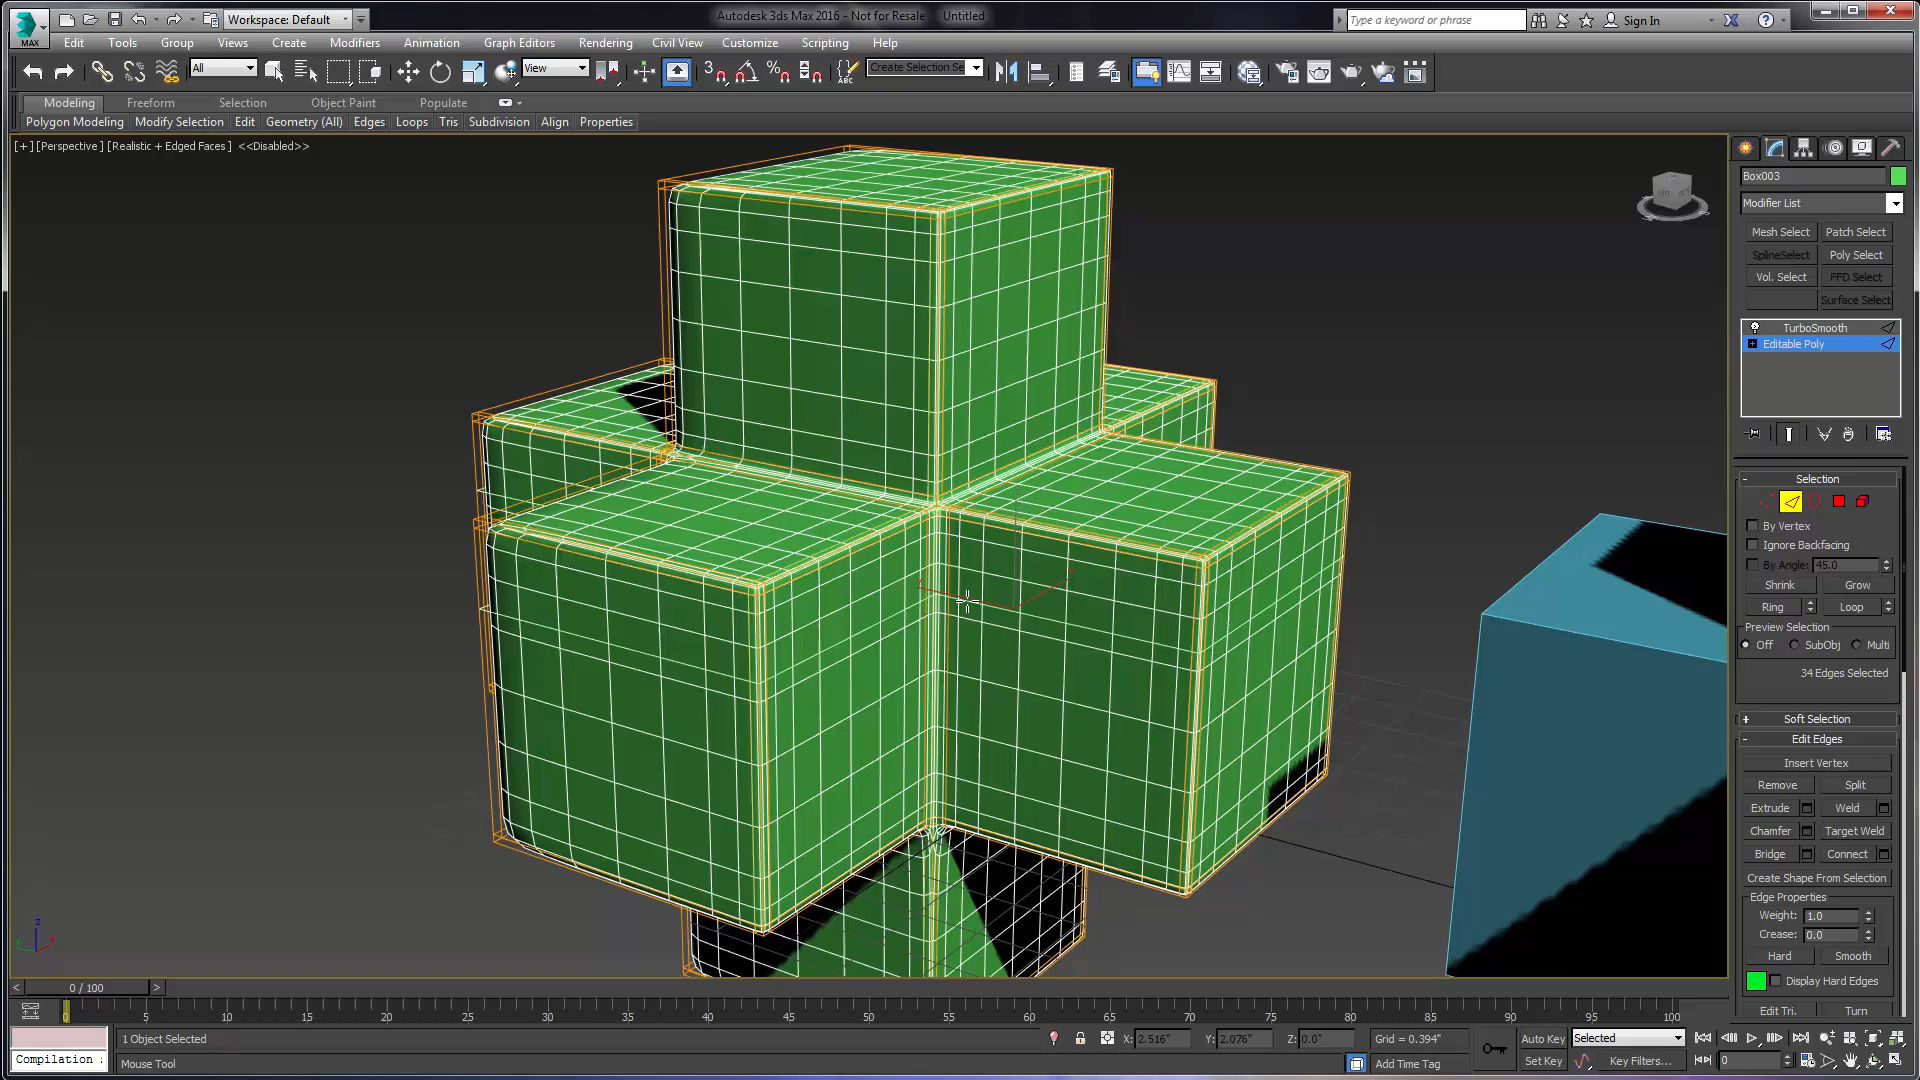 Workspace: Default
Autodesk 3ds Max 2016 - Not for Resale Untitled
Type a keyword or phrase
Sign In
MAX
Edit Tools Group Views Create Modifiers Animation Graph Editors Rendering Civil View Customize Scripting Help
All
View
3
ABC
Create Selection Se
Modeling Freeform Selection Object Paint Populate
Polygon Modeling Modify Selection Edit Geometry (All) Edges Loops Tris Subdivision Align Properties
[+] [Perspective] [Realistic + Edged Faces] <<Disabled>>
Box003
Modifier List
Mesh Select Patch Select
SplineSelect Poly Select
Vol. Select FFD Select
Surface Select
TurboSmooth
Editable Poly
- Selection
By Vertex
Ignore Backfacing
By Angle: 45.0
Shrink Grow
Ring Loop
Preview Selection
Off SubObj Multi
34 Edges Selected
+ Soft Selection
- Edit Edges
Insert Vertex
Remove Split
Extrude Weld
Chamfer Target Weld
Bridge Connect
Create Shape From Selection
Edge Properties
Weight: 1.0
Crease: 0.0
Hard Smooth
Display Hard Edges
Edit Tri. Turn
z
< 0 / 100 >
0 5 10 15 20 25 30 35 40 45 50 55 60 65 70 75 80 85 90 95 100
1 Object Selected
X: 2.516" Y: 2.076" Z: 0.0" Grid = 0.394"
Auto Key Selected
Compilation
Mouse Tool
Add Time Tag
Set Key Key Filters...
0